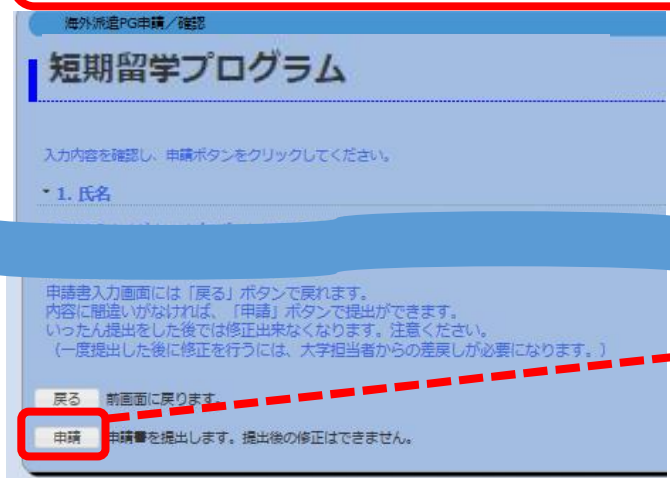 海外派遣PG申請／確認
短期留学プログラム
入力内容を確認し、申請ボタンをクリックしてください。
1. 氏名
申請書入力画面には「戻る」ボタンで戻れます。
内容に間違いがなければ、「申請」ボタンで提出ができます。
いったん提出をした後では修正出来なくなります。注意ください。
（一度提出した後に修正を行うには、大学担当者からの差戻しが必要になります。）
戻る 前画面に戻ります。
申請 申請書を提出します。提出後の修正はできません。